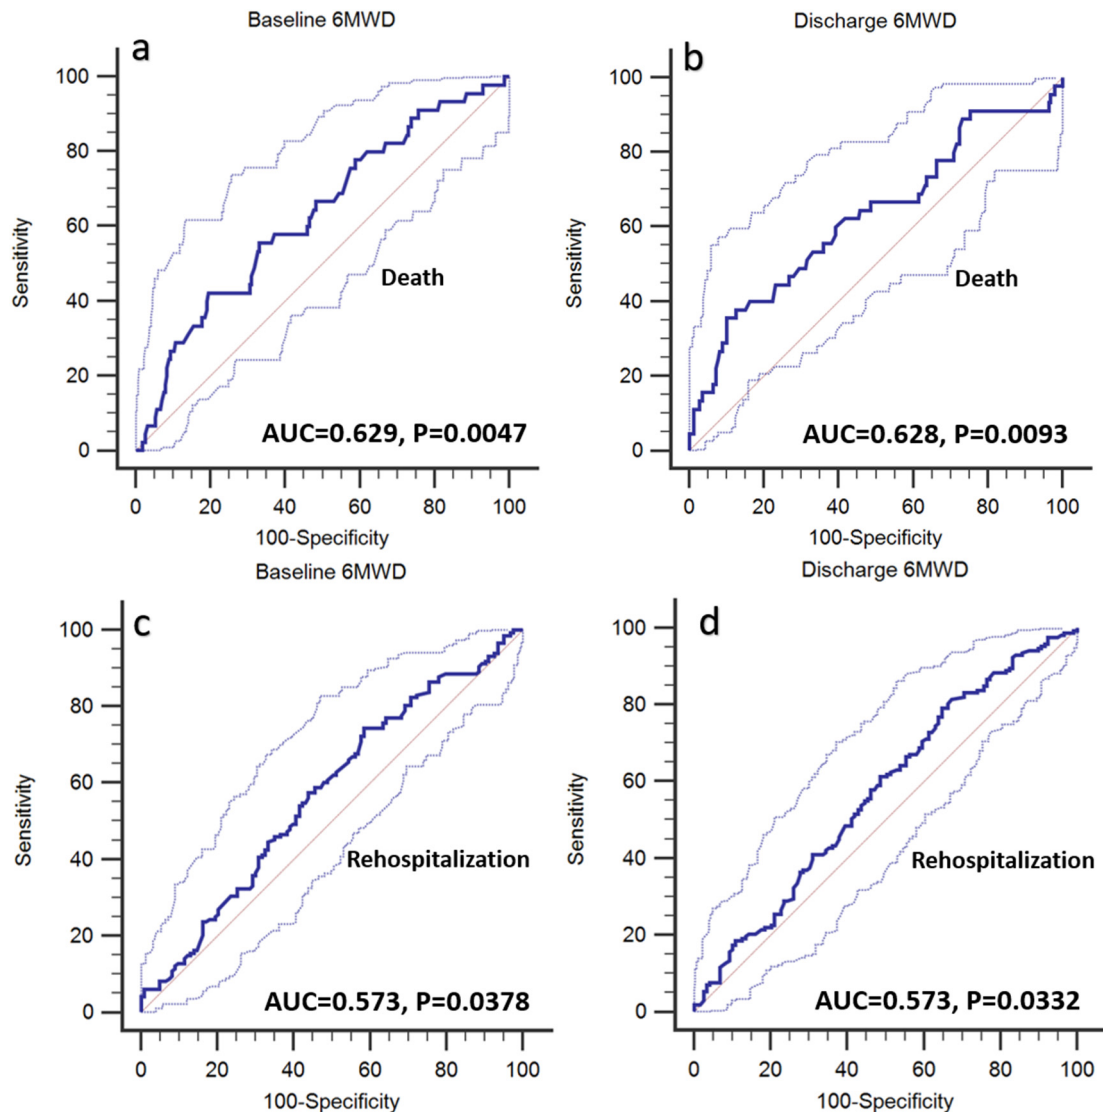 Baseline 6MWD
a
100
80
60
40
20
0
Sensitivity
Death
AUC=0.629, P=0.0047
0 20 40 60 80 100
100-Specificity
Discharge 6MWD
b
100
80
60
40
20
0
Sensitivity
Death
AUC=0.628, P=0.0093
0 20 40 60 80 100
100-Specificity
Baseline 6MWD
c
100
80
60
40
20
0
Sensitivity
Rehospitalization
AUC=0.573, P=0.0378
0 20 40 60 80 100
100-Specificity
Discharge 6MWD
d
100
80
60
40
20
0
Sensitivity
Rehospitalization
AUC=0.573, P=0.0332
0 20 40 60 80 100
100-Specificity